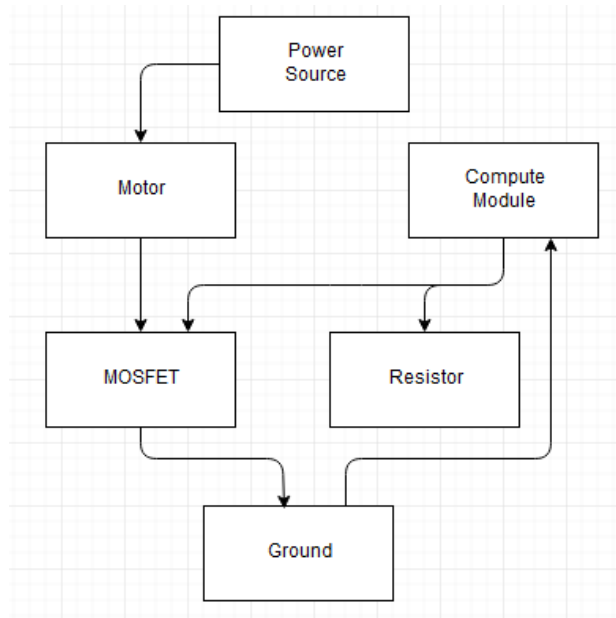 Power
Source
Motor
Compute
Module
MOSFET
Resistor
Ground